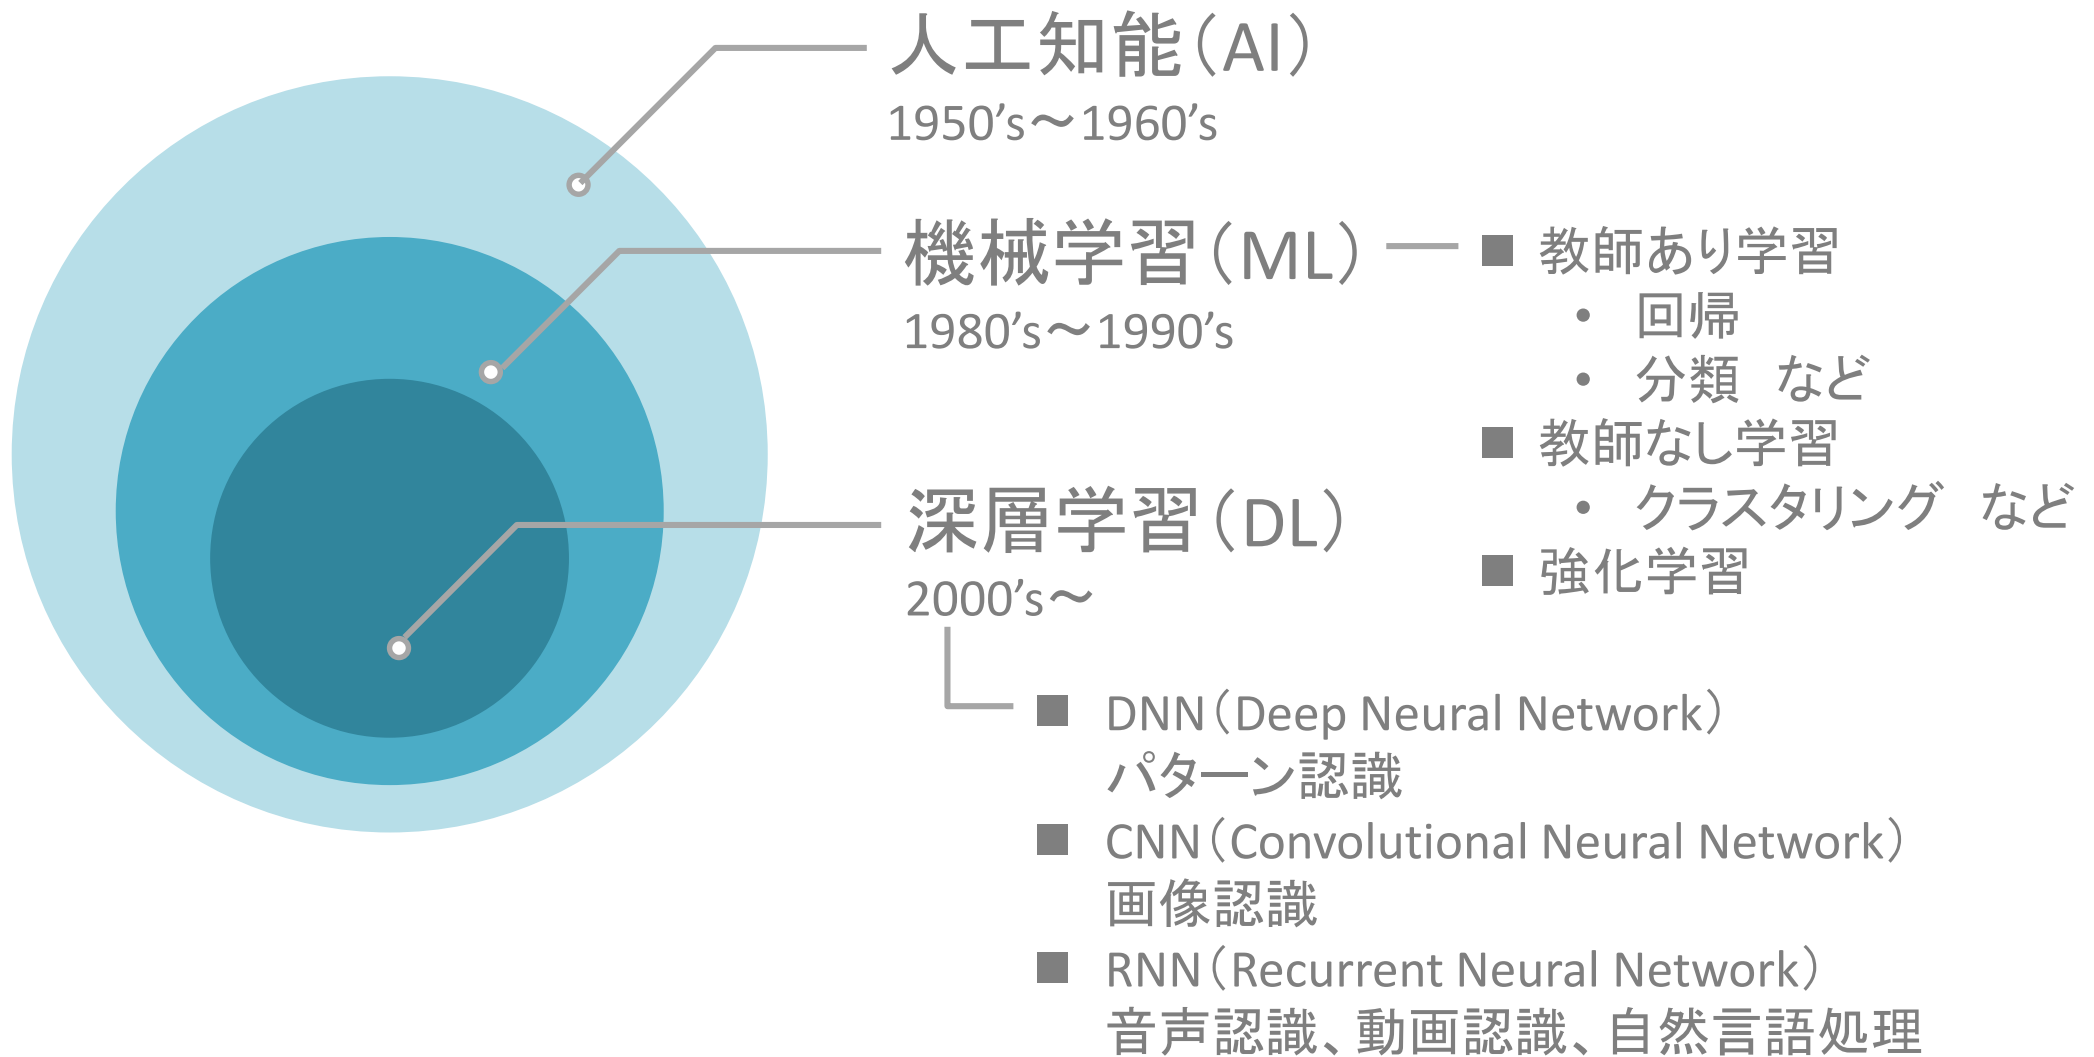 人工知能（AI）
1950’s～1960’s
機械学習（ML）
1980’s～1990’s
■ 教師あり学習
• 回帰
• 分類　など
■ 教師なし学習
• クラスタリング　など
■ 強化学習
深層学習（DL）
2000’s～
■ DNN（Deep Neural Network）
パターン認識
■ CNN（Convolutional Neural Network）
画像認識
■ RNN（Recurrent Neural Network）
音声認識、動画認識、自然言語処理